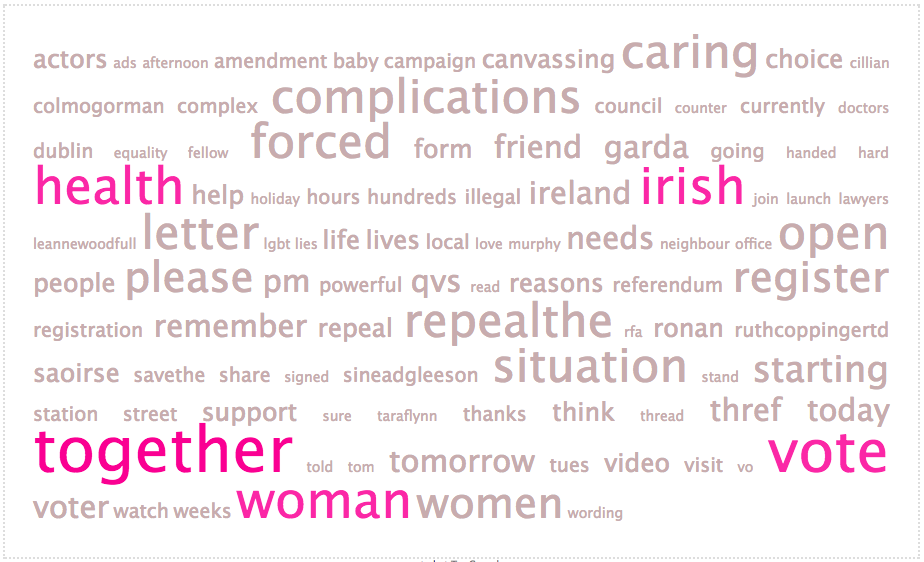 actors ads afternoon amendment baby campaign canvassing caring choice cillian
colmogorman complex complications council counter currently doctors
dublin equality fellow forced form friend garda going handed hard
health help holiday hours hundreds illegal ireland irish join launch lawyers
leannewoodfull letter lgbt lies life lives local love murphy needs neighbour office open
people please pm powerful qvs read reasons referendum register
registration remember repeal repealthe rfa ronan ruthcoppingertd
saoirse savethe share signed sineadgleeson situation stand starting
station street support sure taraflynn thanks think thread thref today
together told tom tomorrow tues video visit vo vote
voter watch weeks woman women wording